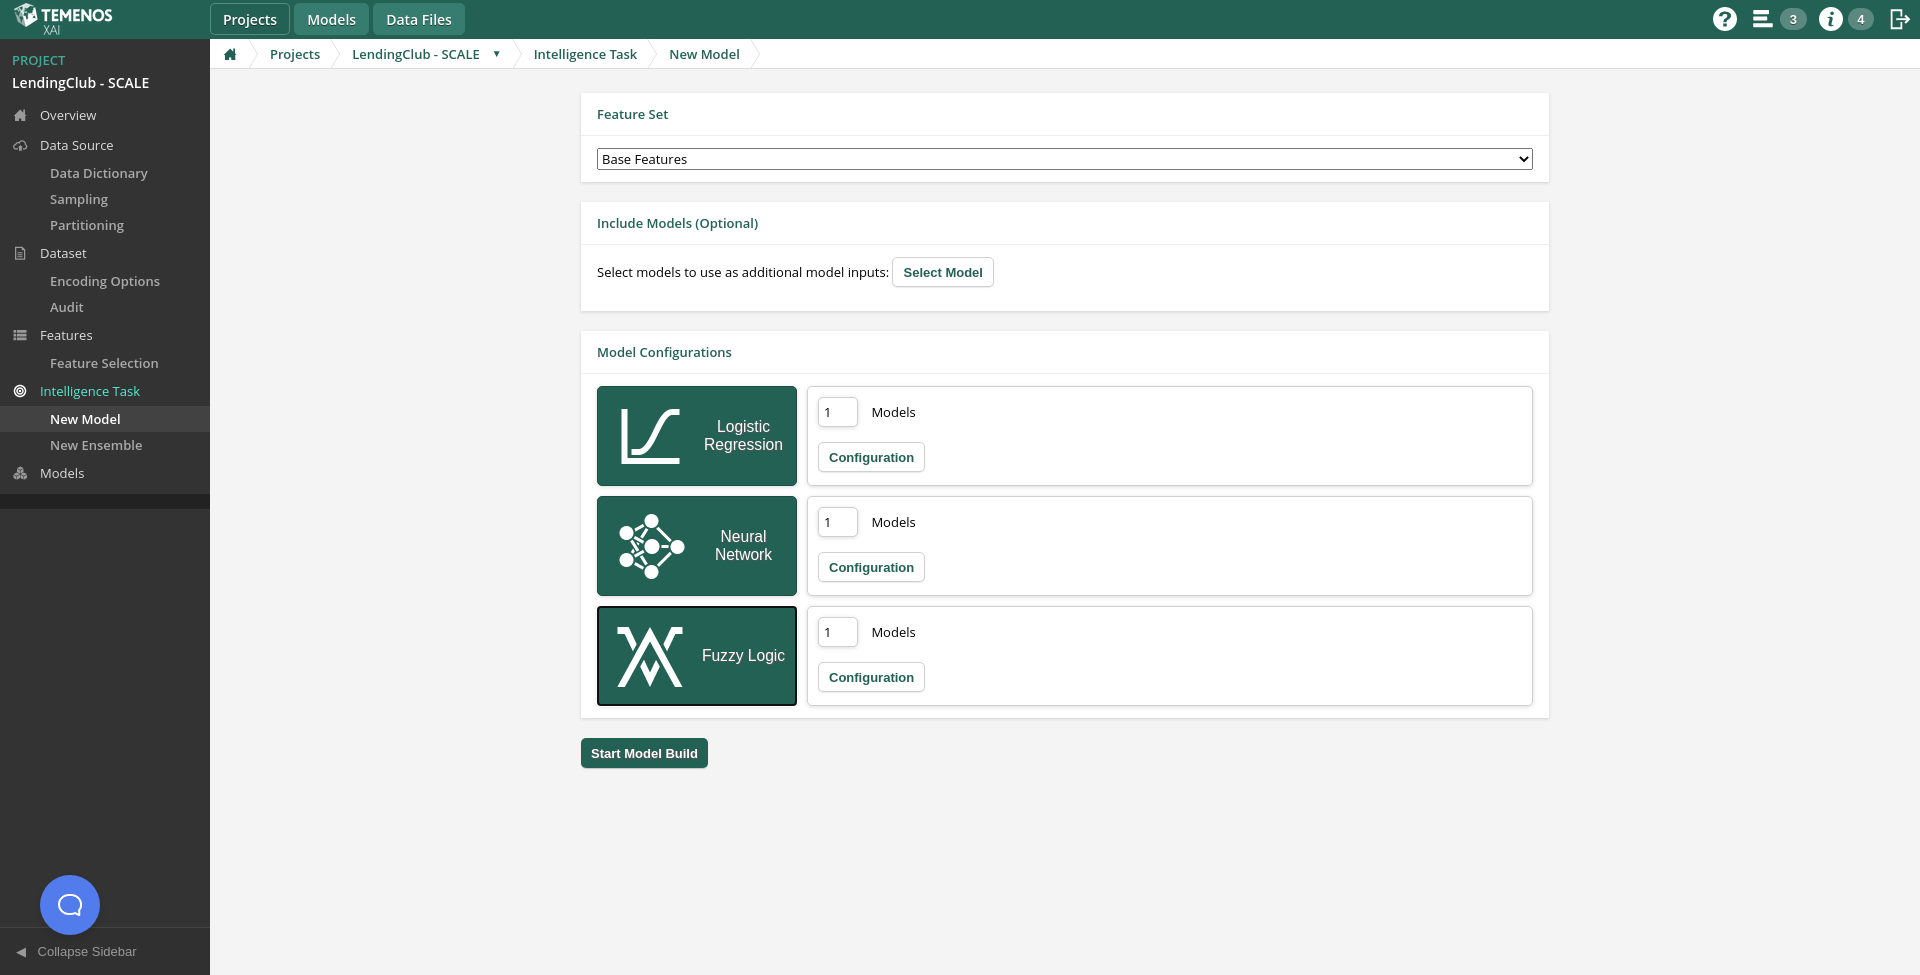 TEMENOS
XAI
Projects
Models
Data Files
?
3
i
4
PROJECT
LendingClub - SCALE
Overview
Data Source
Data Dictionary
Sampling
Partitioning
Dataset
Encoding Options
Audit
Features
Feature Selection
Intelligence Task
New Model
New Ensemble
Models
Collapse Sidebar
Projects
LendingClub - SCALE
Intelligence Task
New Model
Feature Set
Base Features
Include Models (Optional)
Select models to use as additional model inputs: Select Model
Model Configurations
Logistic
Regression
1 Models
Configuration
Neural
Network
1 Models
Configuration
Fuzzy Logic
1 Models
Configuration
Start Model Build